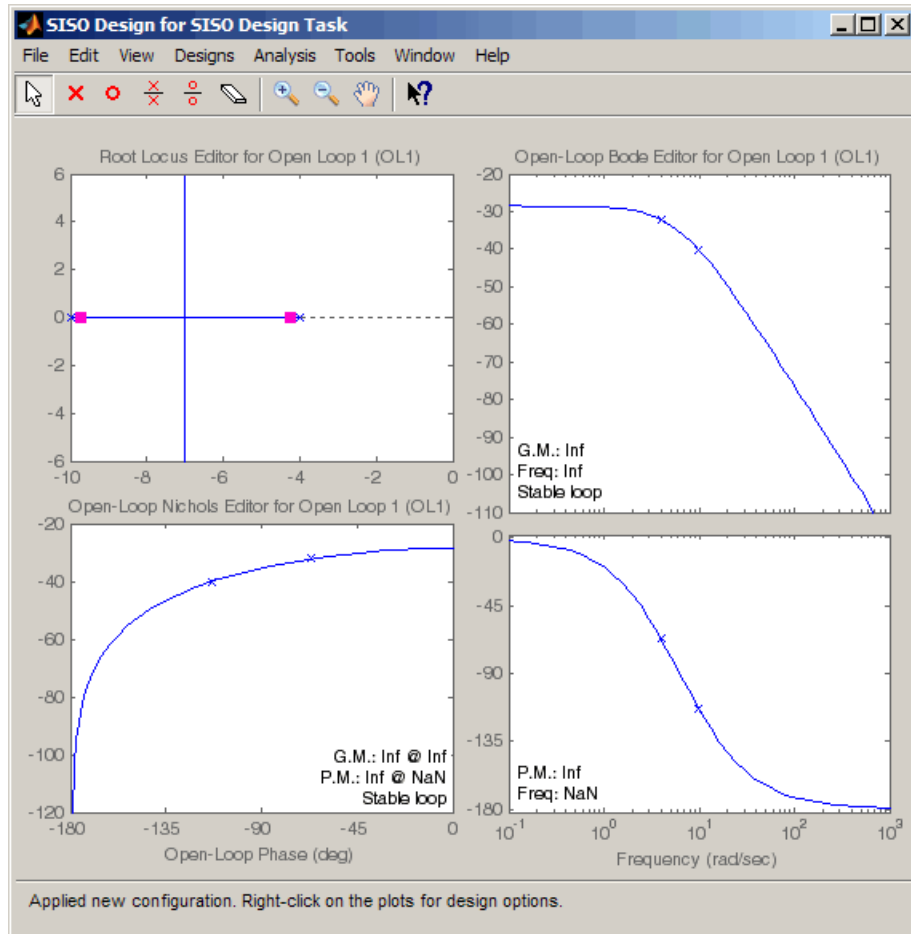 SISO Design for SISO Design Task
File Edit View Designs Analysis Tools Window Help
Root Locus Editor for Open Loop 1 (OL1)
6
4
2
0
-2
-4
-6
-10 -8 -6 -4 -2 0
Open-Loop Bode Editor for Open Loop 1 (OL1)
-20
-30
-40
-50
-60
-70
-80
-90
-100
-110
G.M.: Inf
Freq: Inf
Stable loop
Open-Loop Nichols Editor for Open Loop 1 (OL1)
-20
-40
-60
-80
-100
-120
G.M.: Inf @ Inf
P.M.: Inf @ NaN
Stable loop
-180 -135 -90 -45 0
Open-Loop Phase (deg)
0
-45
-90
-135
-180
P.M.: Inf
Freq: NaN
10⁻¹ 10⁰ 10¹ 10² 10³
Frequency (rad/sec)
Applied new configuration. Right-click on the plots for design options.